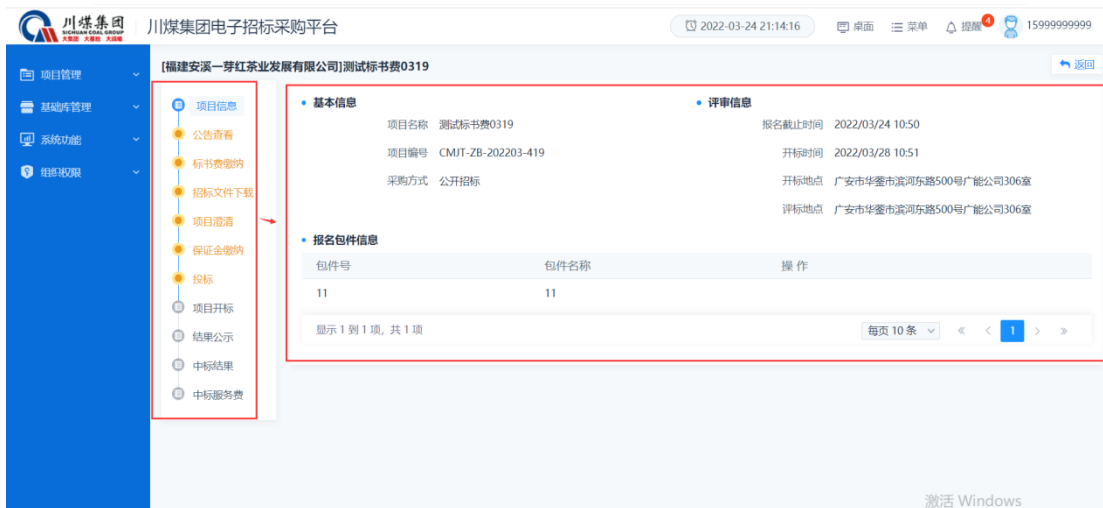 川煤集团
SICHUAN COAL GROUP
大集团 大基地 大战略
川煤集团电子招标采购平台
2022-03-24 21:14:16
桌面
菜单
提醒
4
15999999999
项目管理
基础库管理
系统功能
组织权限
[福建安溪一芽红茶业发展有限公司]测试标书费0319
返回
项目信息
公告查看
标书费缴纳
招标文件下载
项目澄清
保证金缴纳
投标
项目开标
结果公示
中标结果
中标服务费
基本信息
项目名称 测试标书费0319
项目编号 CMJT-ZB-202203-419
采购方式 公开招标
评审信息
报名截止时间 2022/03/24 10:50
开标时间 2022/03/28 10:51
开标地点 广安市华蓥市滨河东路500号广能公司306室
评标地点 广安市华蓥市滨河东路500号广能公司306室
报名包件信息
包件号 包件名称 操作
11 11
显示 1 到 1 项, 共 1 项
每页 10 条
1
激活 Windows